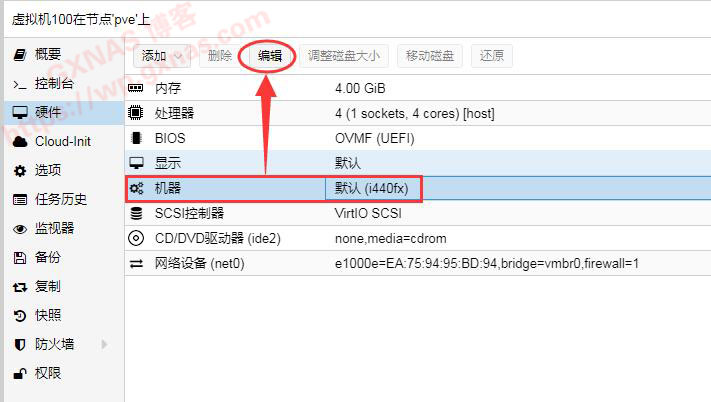 虚拟机100在节点'pve'上
概要
控制台
硬件
Cloud-Init
选项
任务历史
监视器
备份
复制
快照
防火墙
权限
添加 删除 编辑 调整磁盘大小 移动磁盘 还原
内存 4.00 GiB
处理器 4 (1 sockets, 4 cores) [host]
BIOS OVMF (UEFI)
显示 默认
机器 默认 (i440fx)
SCSI控制器 VirtIO SCSI
CD/DVD驱动器 (ide2) none,media=cdrom
网络设备 (net0) e1000e=EA:75:94:95:BD:94,bridge=vmbr0,firewall=1
GXNAS 博客
https://wp.gxnas.com